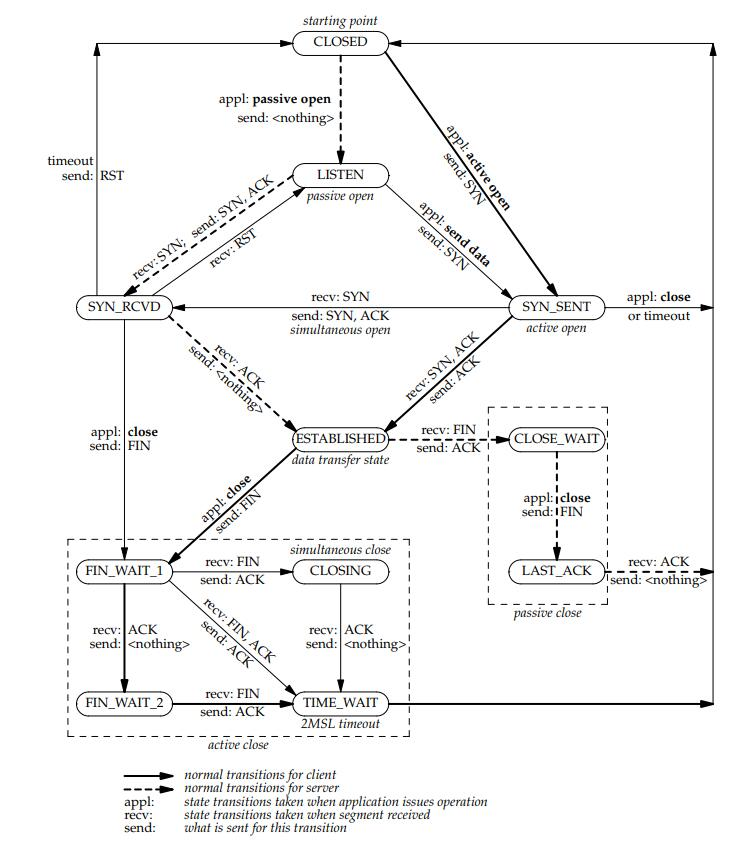 starting point
CLOSED
appl: passive open
send: <nothing>
appl: active open
send: SYN
timeout
send: RST
LISTEN
passive open
recv: SYN; send: SYN, ACK
recv: RST
appl: send data
send: SYN
SYN_RCVD
recv: SYN
send: SYN, ACK
simultaneous open
SYN_SENT
active open
appl: close
or timeout
recv: ACK
send: <nothing>
recv: SYN, ACK
send: ACK
appl: close
send: FIN
ESTABLISHED
data transfer state
recv: FIN
send: ACK
CLOSE_WAIT
appl: close
send: FIN
appl: close
send: FIN
LAST_ACK
recv: ACK
send: <nothing>
passive close
simultaneous close
FIN_WAIT_1
recv: FIN
send: ACK
CLOSING
recv: ACK
send: <nothing>
recv: FIN, ACK
send: ACK
recv: ACK
send: <nothing>
FIN_WAIT_2
recv: FIN
send: ACK
TIME_WAIT
2MSL timeout
active close
normal transitions for client
normal transitions for server
appl: state transitions taken when application issues operation
recv: state transitions taken when segment received
send: what is sent for this transition